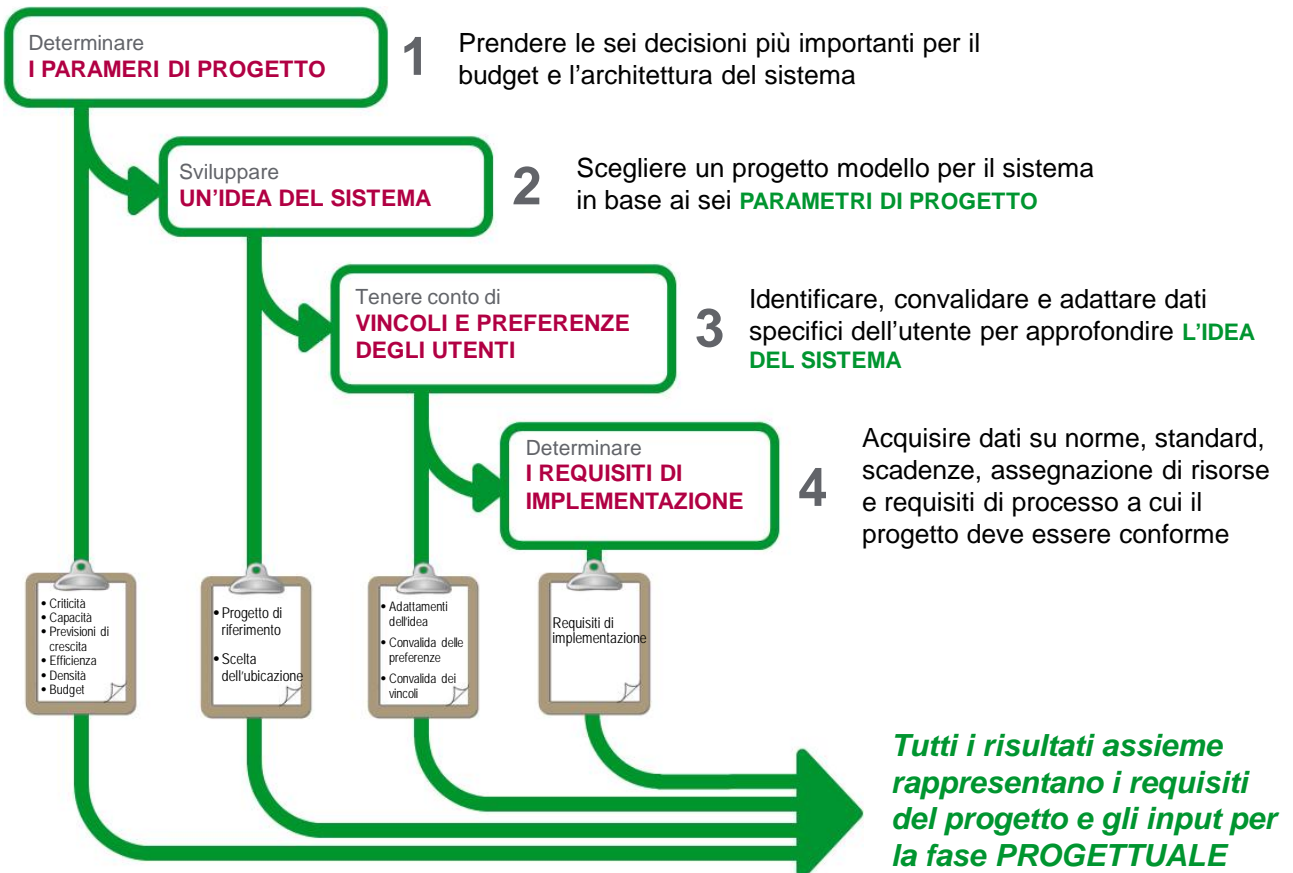 Determinare
I PARAMERI DI PROGETTO
1
Prendere le sei decisioni più importanti per il
budget e l'architettura del sistema
Sviluppare
UN'IDEA DEL SISTEMA
2
Scegliere un progetto modello per il sistema
in base ai sei PARAMETRI DI PROGETTO
Tenere conto di
VINCOLI E PREFERENZE
DEGLI UTENTI
3
Identificare, convalidare e adattare dati
specifici dell'utente per approfondire L'IDEA
DEL SISTEMA
Determinare
I REQUISITI DI
IMPLEMENTAZIONE
4
Acquisire dati su norme, standard,
scadenze, assegnazione di risorse
e requisiti di processo a cui il
progetto deve essere conforme
• Criticità
• Capacità
• Previsioni di
crescita
• Efficienza
• Densità
• Budget
• Progetto di
riferimento
• Scelta
dell'ubicazione
• Adattamenti
dell'idea
• Convalida delle
preferenze
• Convalida dei
vincoli
Requisiti di
implementazione
Tutti i risultati assieme
rappresentano i requisiti
del progetto e gli input per
la fase PROGETTUALE